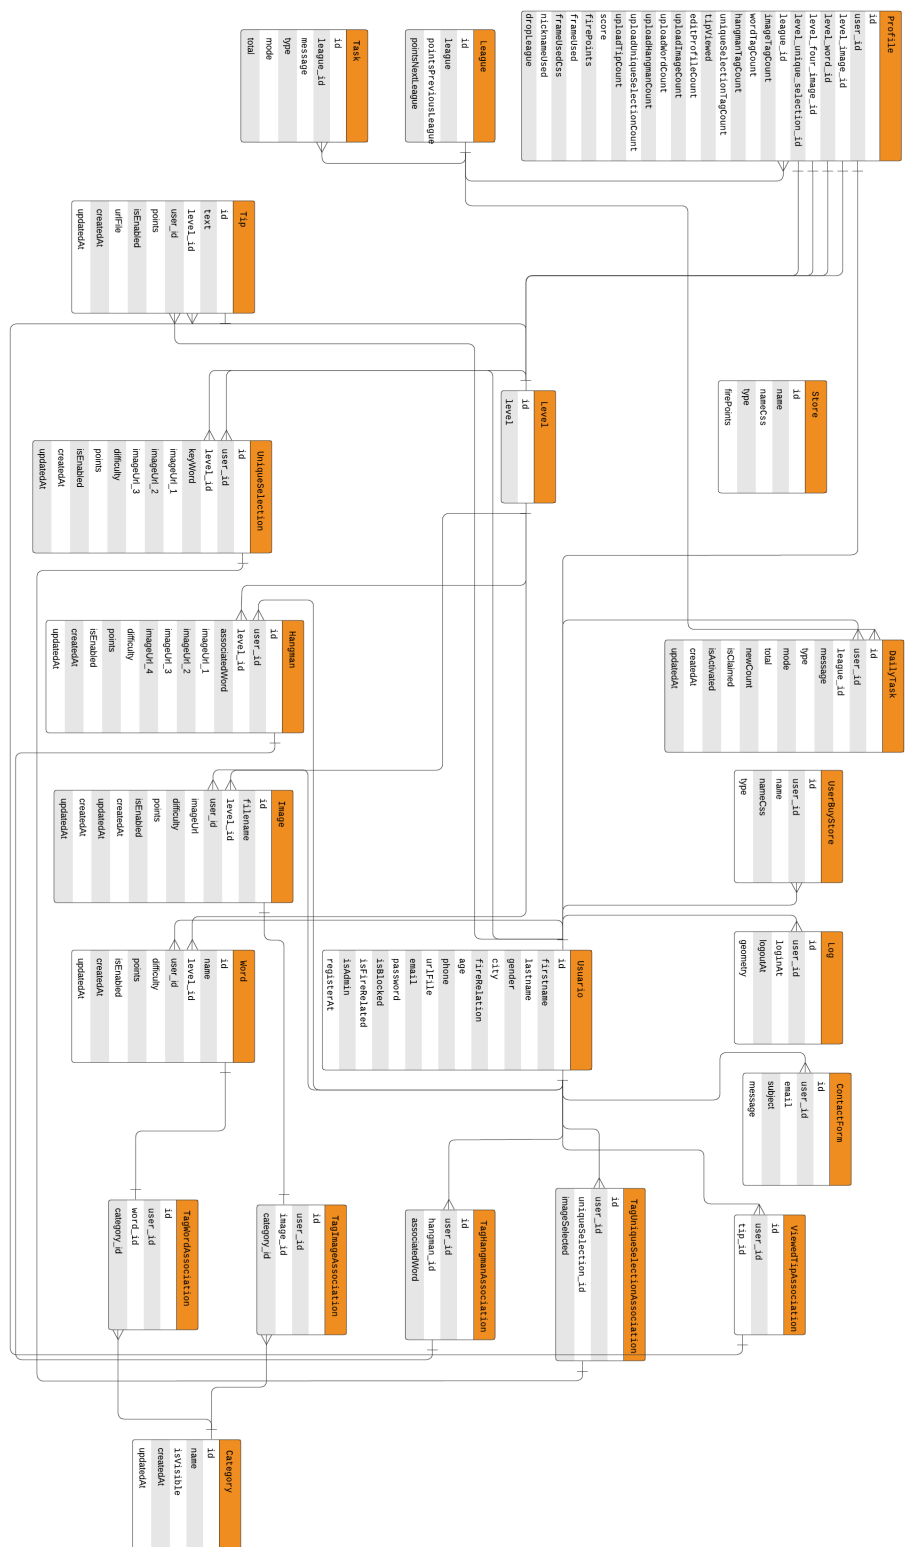 Profile
id
user_id
level_image_id
level_word_id
level_four_image_id
level_unique_selection_id
league_id
imageTagCount
wordTagCount
hangmanTagCount
uniqueSelectionTagCount
tipViewed
editProfileCount
uploadImageCount
uploadWordCount
uploadHangmanCount
uploadUniqueSelectionCount
uploadTipCount
score
firePoints
frameUsed
frameUsedCss
nicknameUsed
dropLeague
League
id
league
pointsPreviousLeague
pointsNextLeague
Task
id
league_id
message
type
mode
total
Tip
id
text
level_id
user_id
points
isEnabled
urlFile
createdAt
updatedAt
Store
id
name
nameCss
type
firePoints
Level
id
level
UniqueSelection
id
user_id
level_id
keyWord
imageUrl_1
imageUrl_2
imageUrl_3
difficulty
points
isEnabled
createdAt
updatedAt
DailyTask
id
user_id
league_id
message
type
mode
total
newCount
isClaimed
isActivated
createdAt
updatedAt
Hangman
id
user_id
level_id
associatedWord
imageUrl_1
imageUrl_2
imageUrl_3
imageUrl_4
difficulty
points
isEnabled
createdAt
updatedAt
UserBuyStore
id
user_id
name
nameCss
type
Image
id
filename
level_id
user_id
imageUrl
difficulty
points
isEnabled
createdAt
updatedAt
createdAt
updatedAt
Log
id
user_id
loginAt
logoutAt
geometry
Usuario
id
firstname
lastname
gender
city
fireRelation
age
phone
urlFile
email
password
isBlocked
isFireRelated
isAdmin
registerAt
Word
id
name
level_id
user_id
difficulty
points
isEnabled
createdAt
updatedAt
ContactForm
id
user_id
email
subject
message
ViewedTipAssociation
id
user_id
tip_id
TagUniqueSelectionAssociation
id
user_id
uniqueSelection_id
imageSelected
TagHangmanAssociation
id
user_id
hangman_id
associatedWord
TagImageAssociation
id
user_id
image_id
category_id
TagWordAssociation
id
user_id
word_id
category_id
Category
id
name
isVisible
createdAt
updatedAt